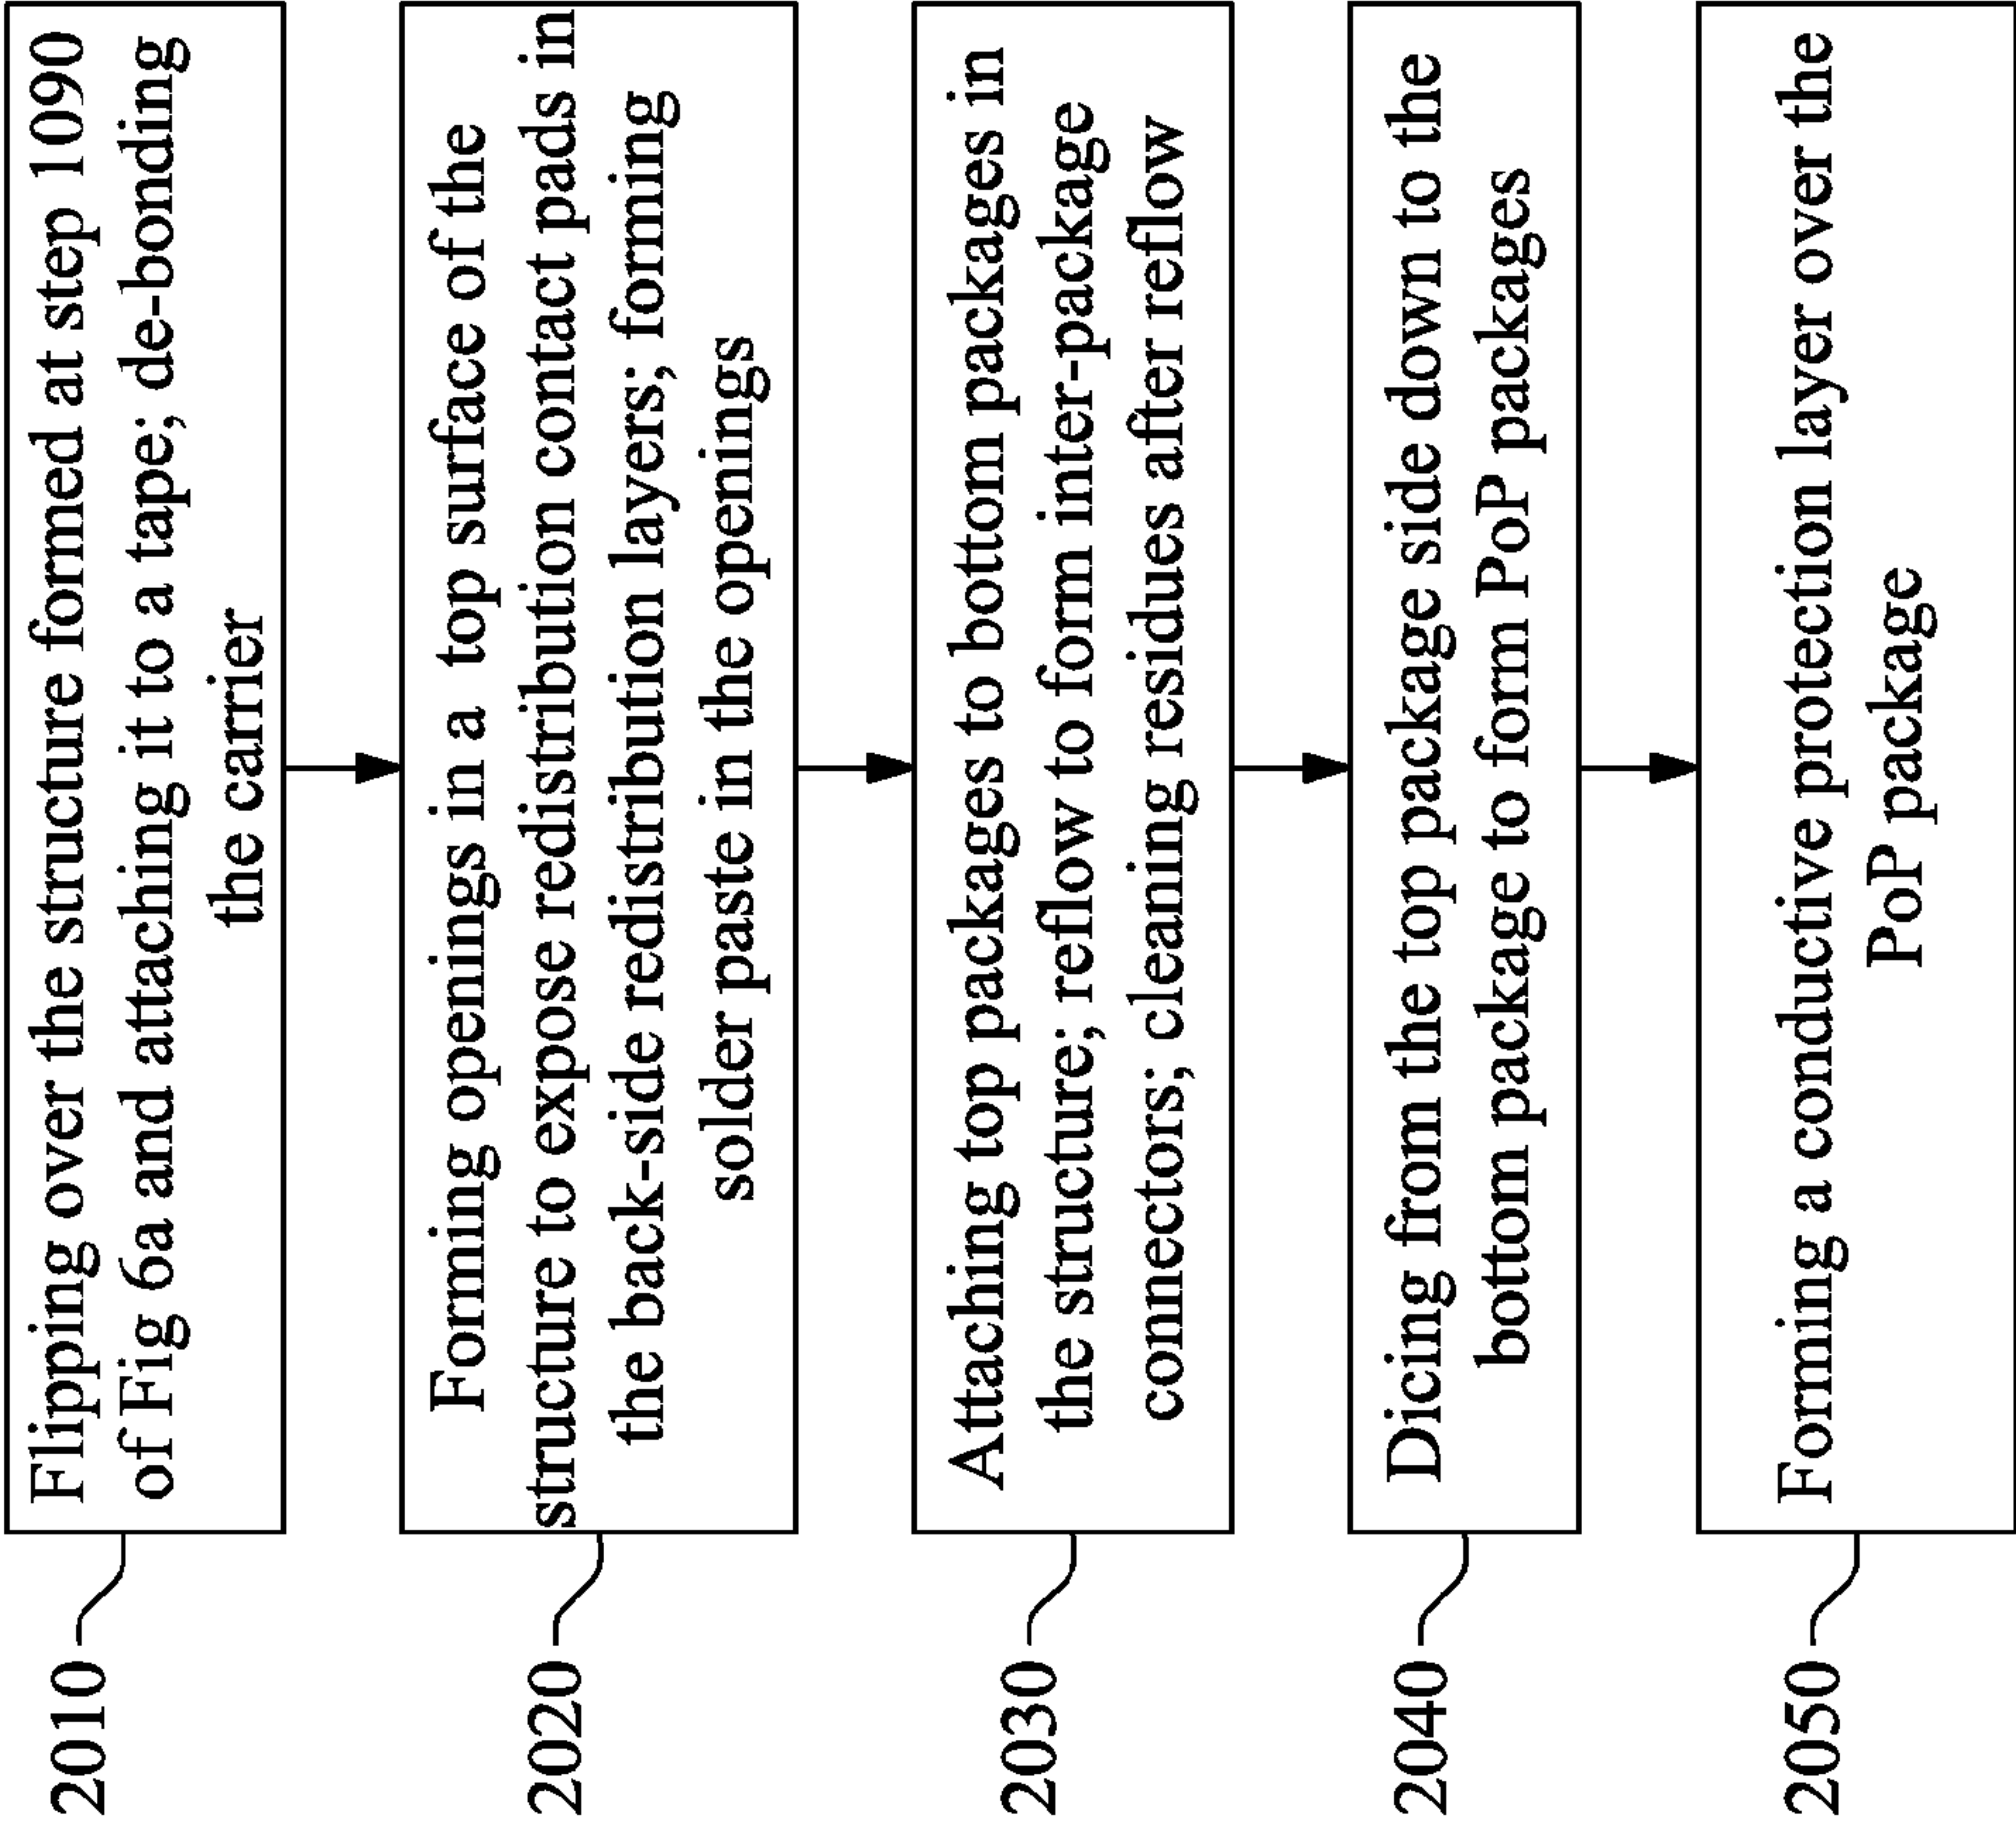 2010
Flipping over the structure formed at step 1090
of Fig 6a and attaching it to a tape; de-bonding
the carrier
2020
Forming openings in a top surface of the
structure to expose redistribution contact pads in
the back-side redistribution layers; forming
solder paste in the openings
2030
Attaching top packages to bottom packages in
the structure; reflow to form inter-package
connectors; cleaning residues after reflow
2040
Dicing from the top package side down to the
bottom package to form PoP packages
2050
Forming a conductive protection layer over the
PoP package